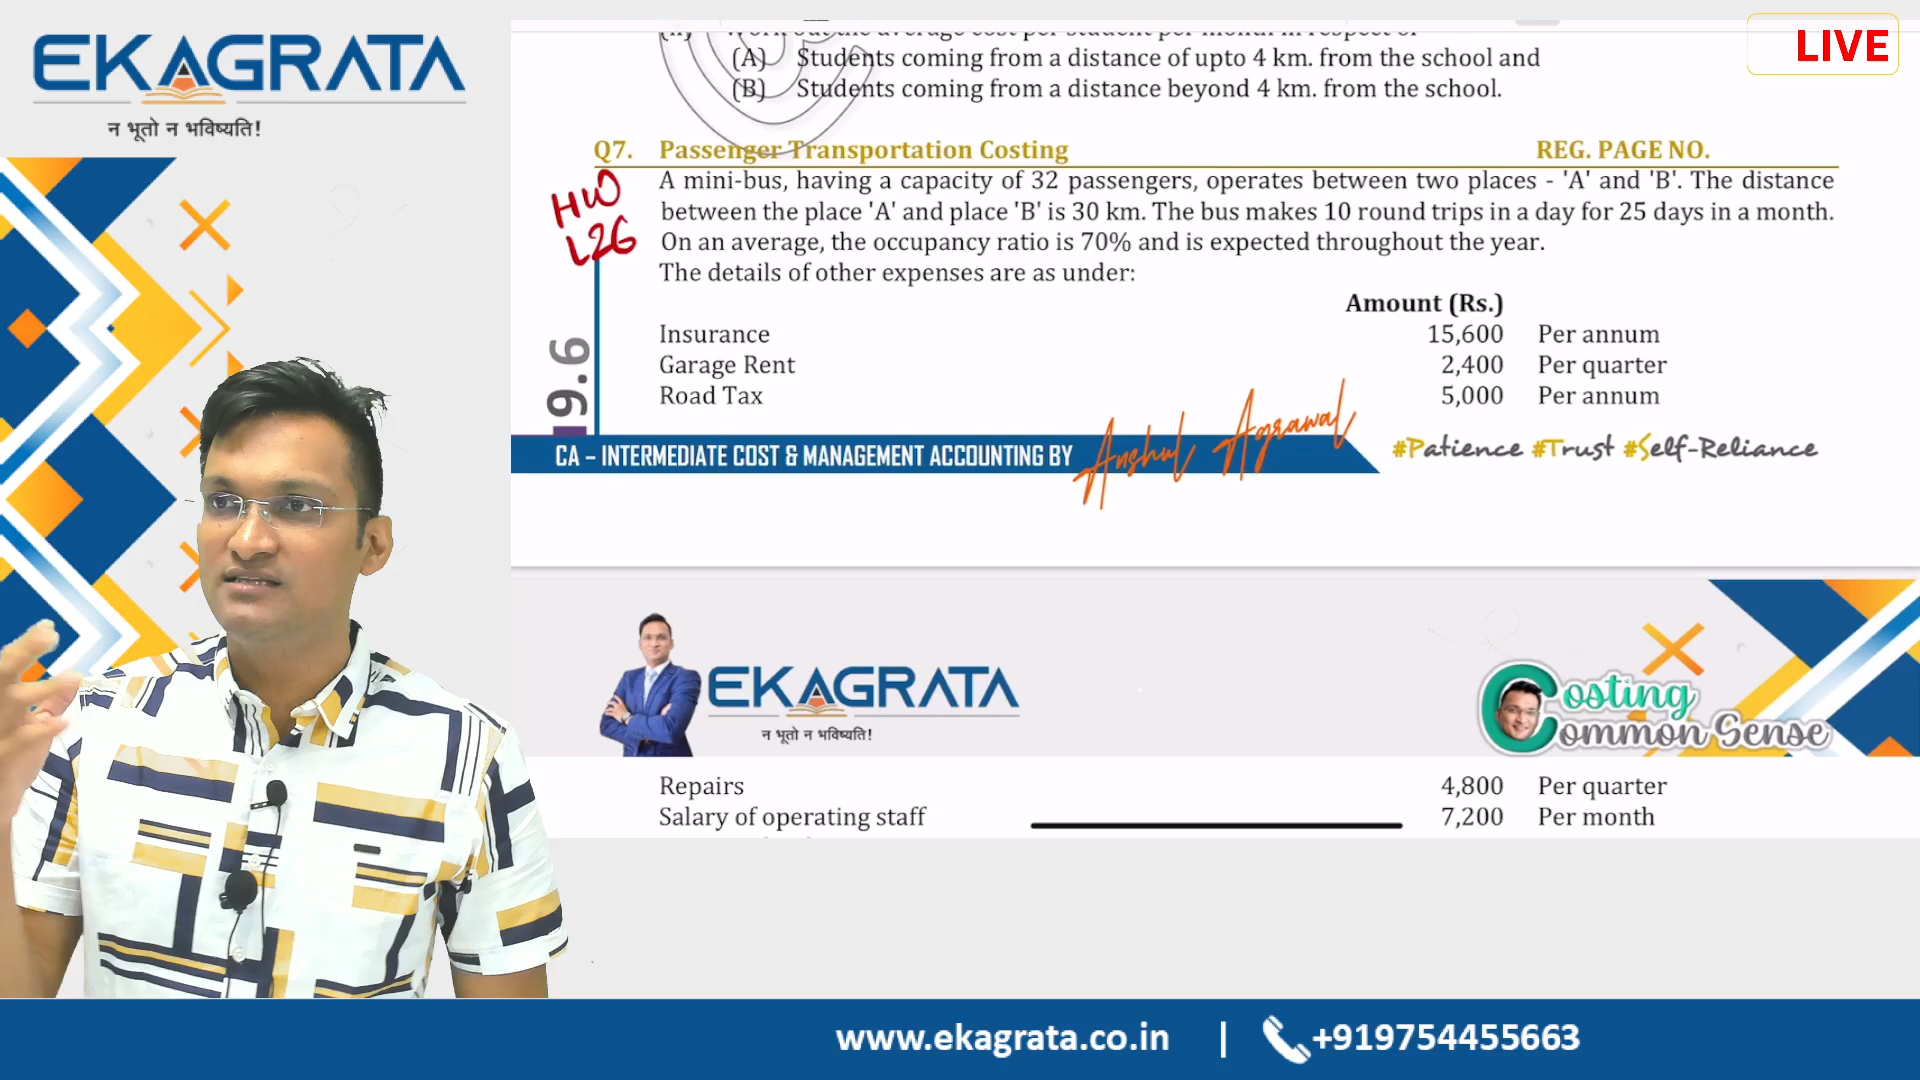 EKAGRATA
न भूतो न भविष्यति!
LIVE
(A) Students coming from a distance of upto 4 km. from the school and
(B) Students coming from a distance beyond 4 km. from the school.
Q7. Passenger Transportation Costing REG. PAGE NO.
HW
L26
A mini-bus, having a capacity of 32 passengers, operates between two places - 'A' and 'B'. The distance
between the place 'A' and place 'B' is 30 km. The bus makes 10 round trips in a day for 25 days in a month.
On an average, the occupancy ratio is 70% and is expected throughout the year.
The details of other expenses are as under:
Amount (Rs.)
Insurance 15,600 Per annum
Garage Rent 2,400 Per quarter
Road Tax 5,000 Per annum
9.6
CA – INTERMEDIATE COST & MANAGEMENT ACCOUNTING BY Anshul Agrawal
#Patience #Trust #Self-Reliance
EKAGRATA
न भूतो न भविष्यति!
Costing
Common Sense
Repairs 4,800 Per quarter
Salary of operating staff 7,200 Per month
www.ekagrata.co.in | +919754455663